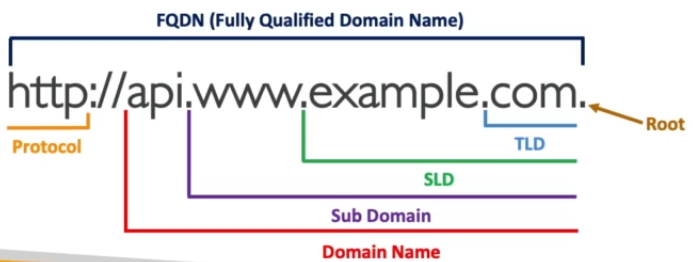 FQDN (Fully Qualified Domain Name)
http://api.www.example.com.
Root
Protocol
TLD
SLD
Sub Domain
Domain Name